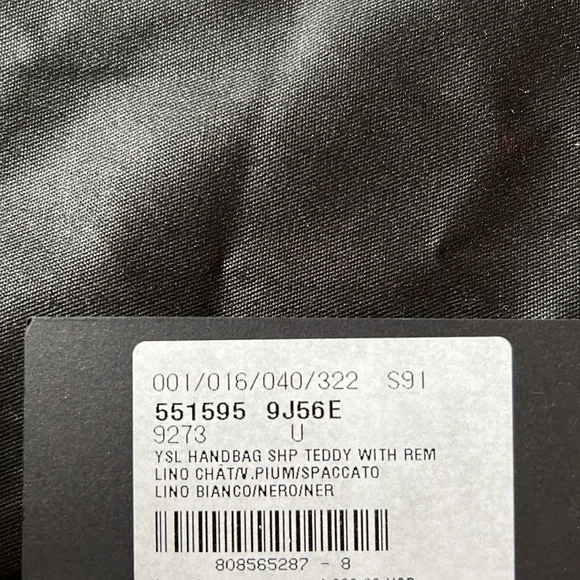 001/016/040/322 S91
551595 9J56E
9273 U
YSL HANDBAG SHP TEDDY WITH REM
LINO CHÂT/V.PIUM/SPACCATO
LINO BIANCO/NERO/NER
808565287 - 8